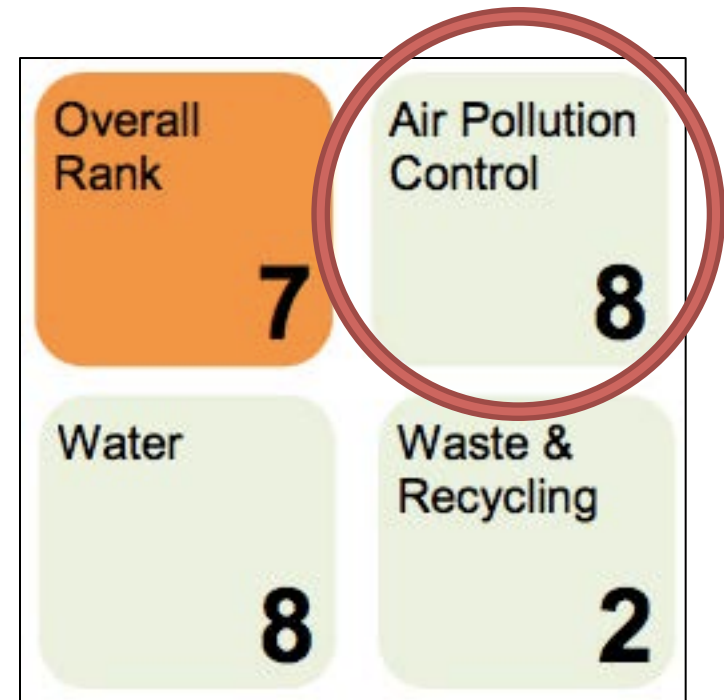 Overall
Rank
7
Air Pollution
Control
8
Water
8
Waste &
Recycling
2